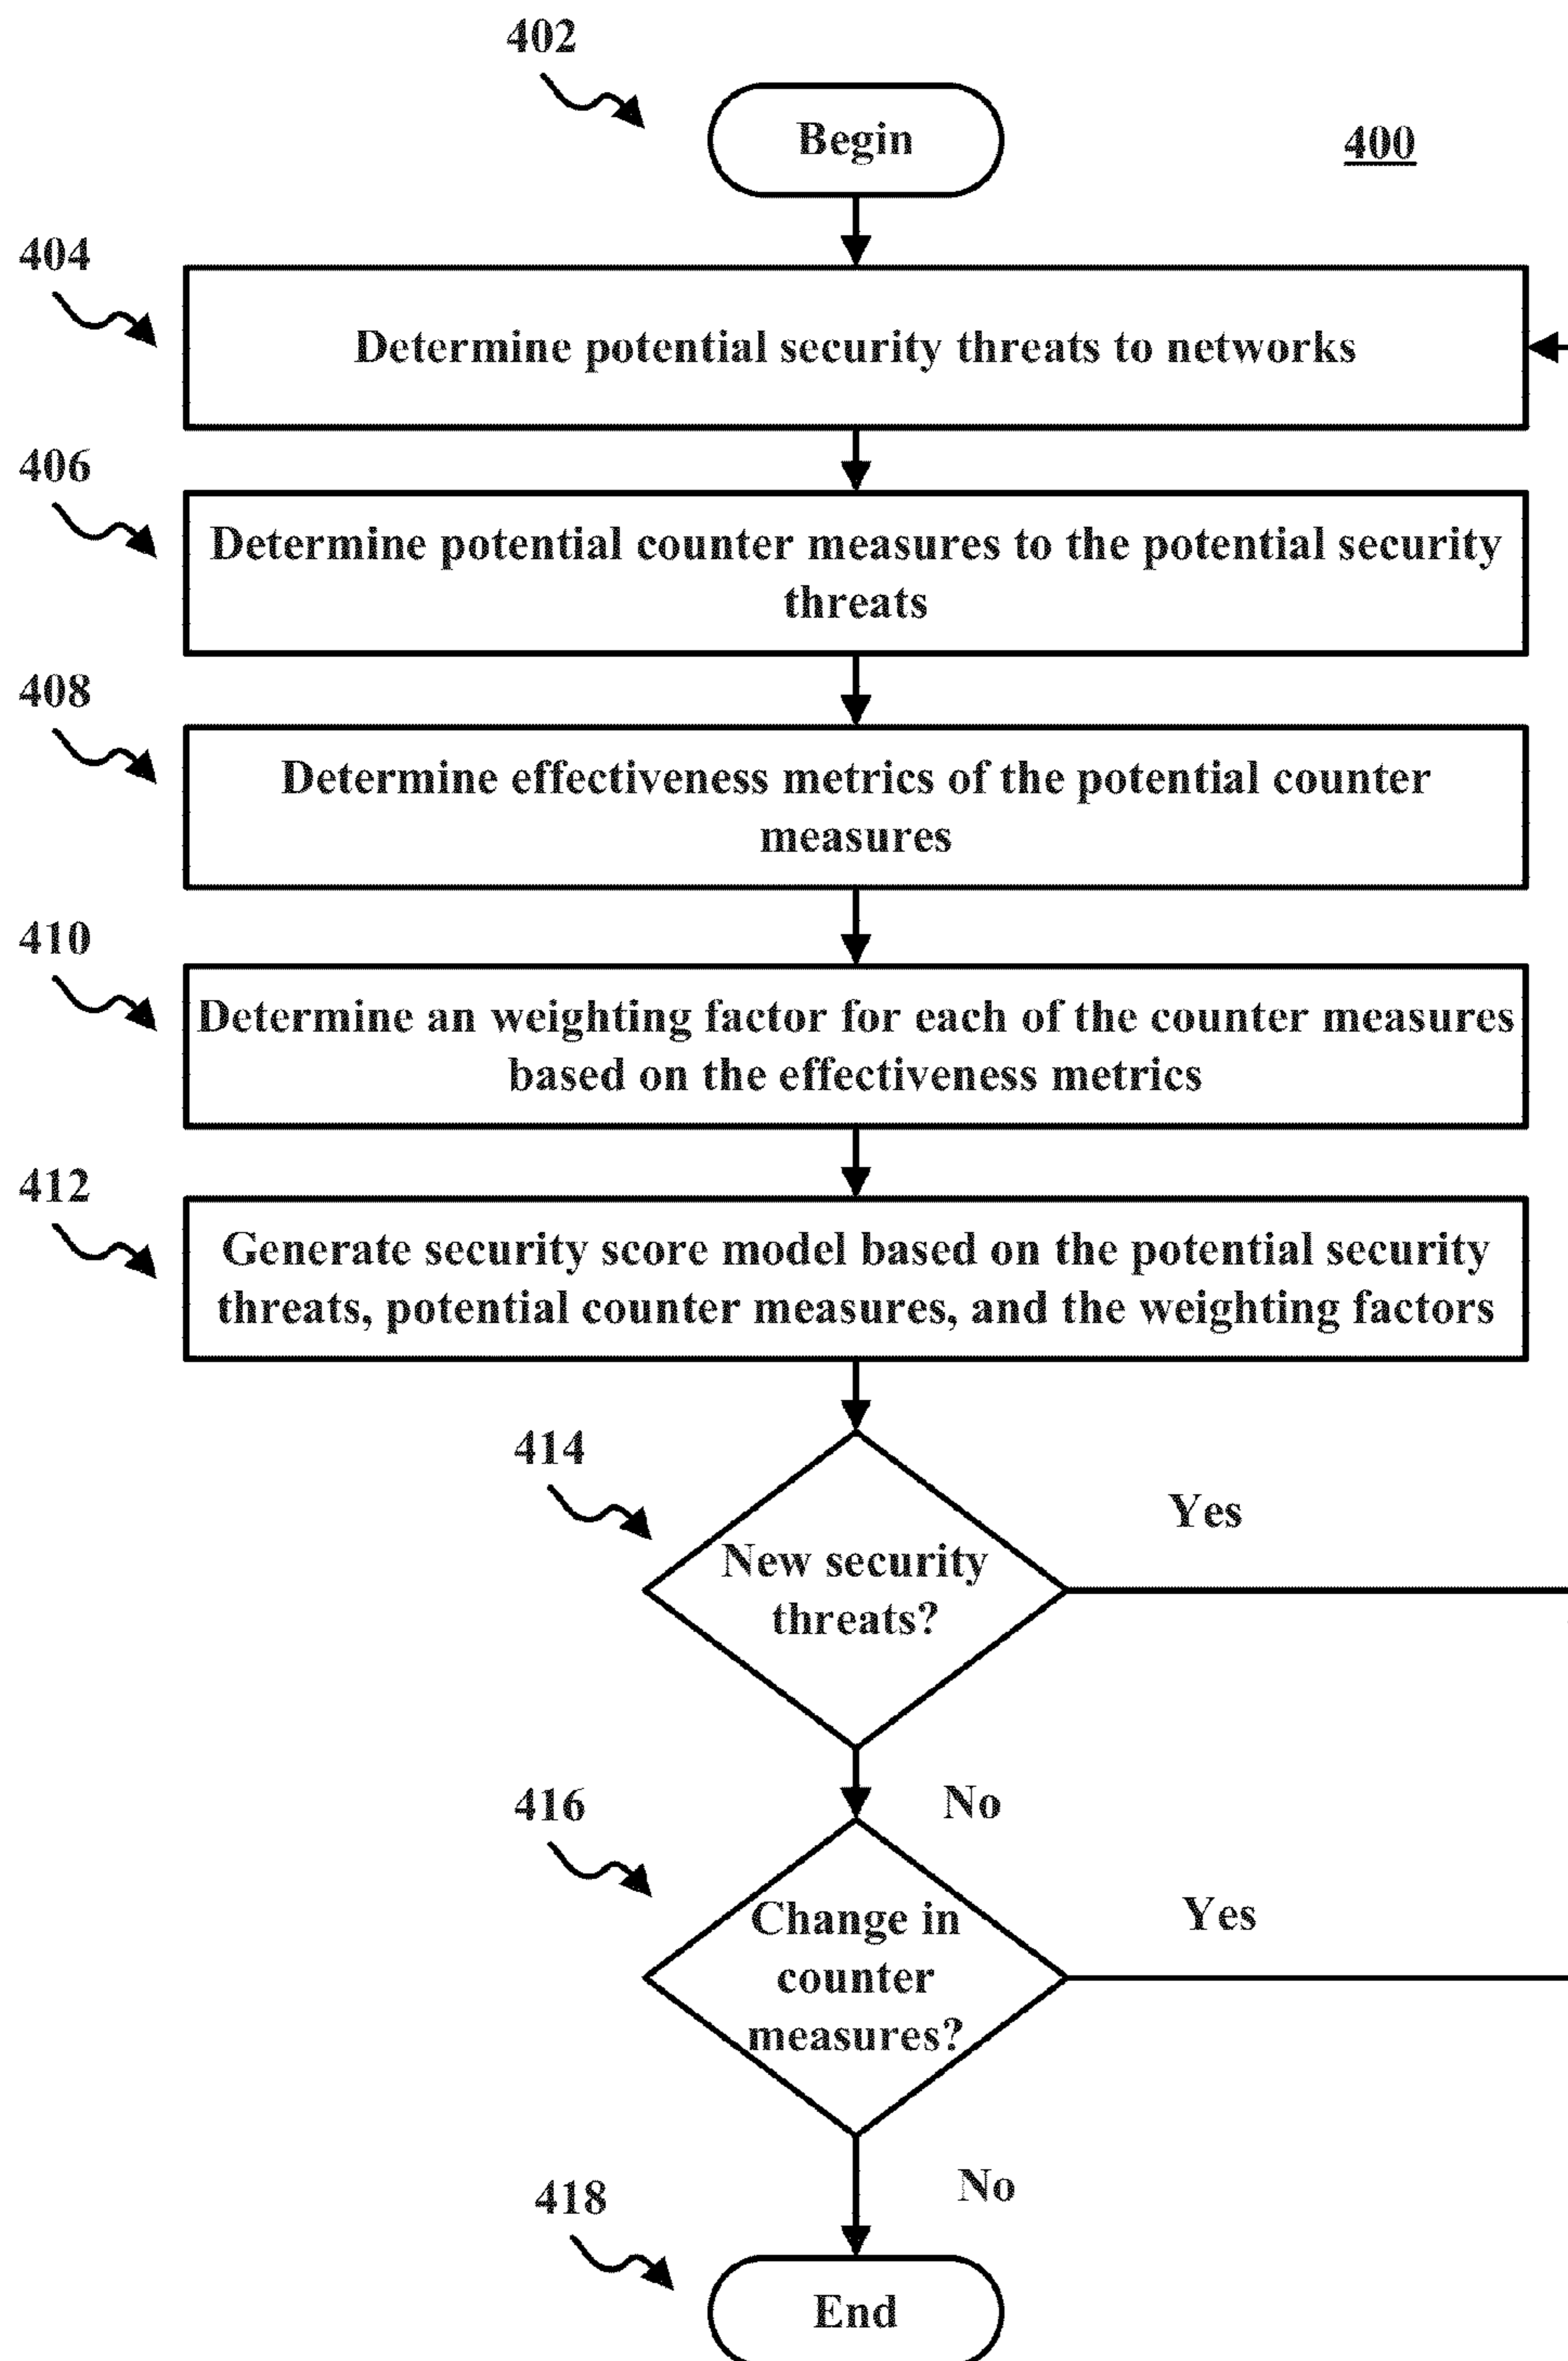 402
Begin
400
404
Determine potential security threats to networks
406
Determine potential counter measures to the potential security
threats
408
Determine effectiveness metrics of the potential counter
measures
410
Determine an weighting factor for each of the counter measures
based on the effectiveness metrics
412
Generate security score model based on the potential security
threats, potential counter measures, and the weighting factors
414
New security
threats?
Yes
No
416
Change in
counter
measures?
Yes
No
418
End